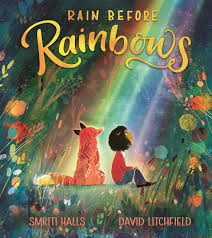 RAIN BEFORE
Rainbows
SMRITI HALLS DAVID LITCHFIELD